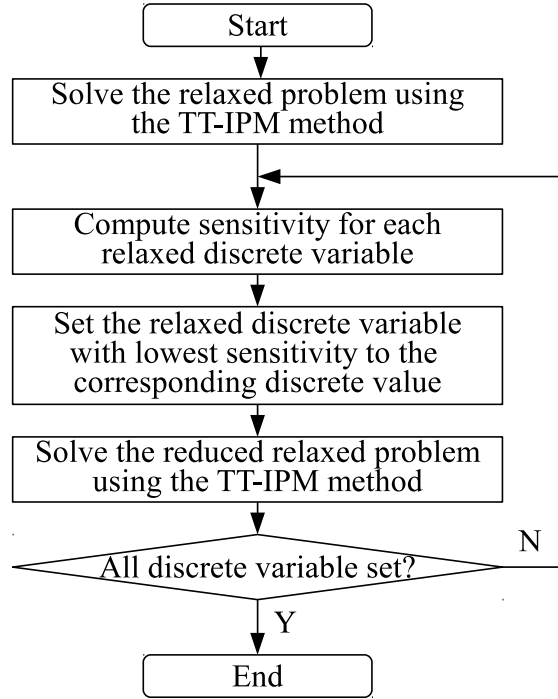 Start
Solve the relaxed problem using
the TT-IPM method
Compute sensitivity for each
relaxed discrete variable
Set the relaxed discrete variable
with lowest sensitivity to the
corresponding discrete value
Solve the reduced relaxed problem
using the TT-IPM method
N
All discrete variable set?
Y
End